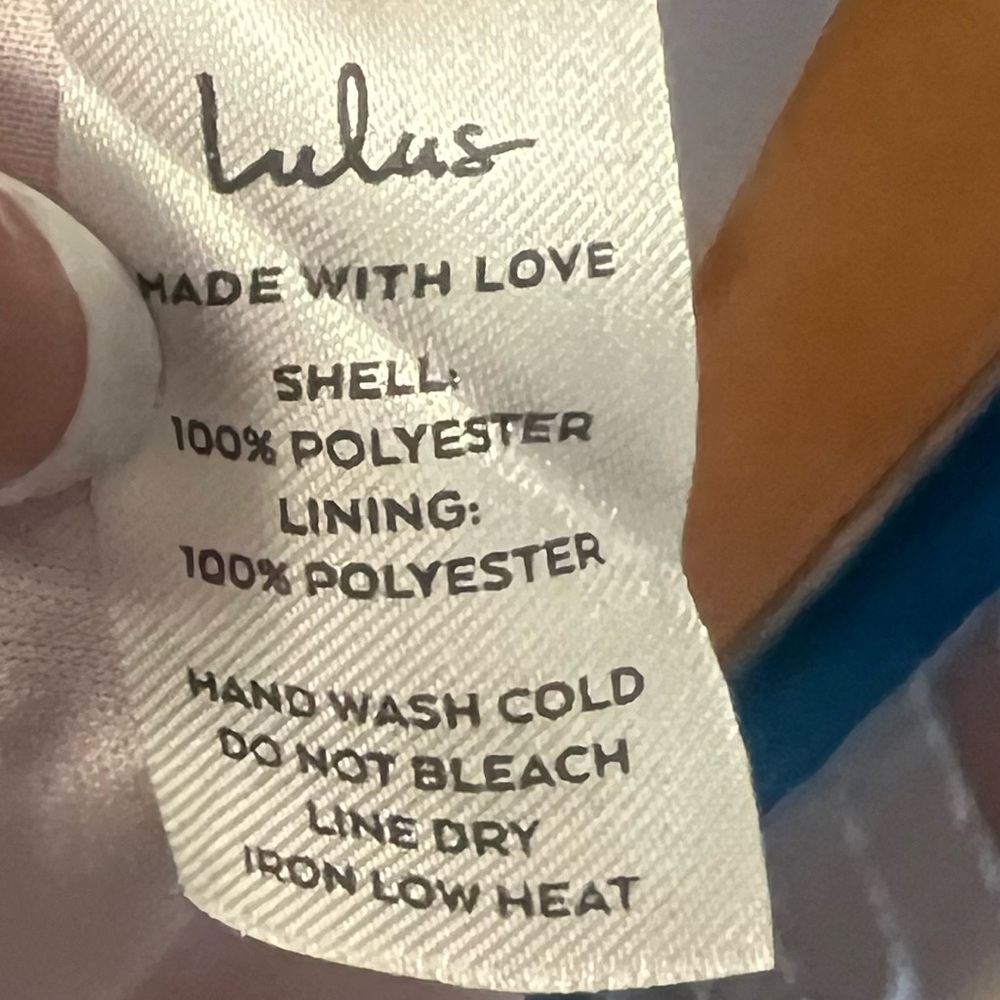 Lulus
MADE WITH LOVE
SHELL:
100% POLYESTER
LINING:
100% POLYESTER
HAND WASH COLD
DO NOT BLEACH
LINE DRY
IRON LOW HEAT